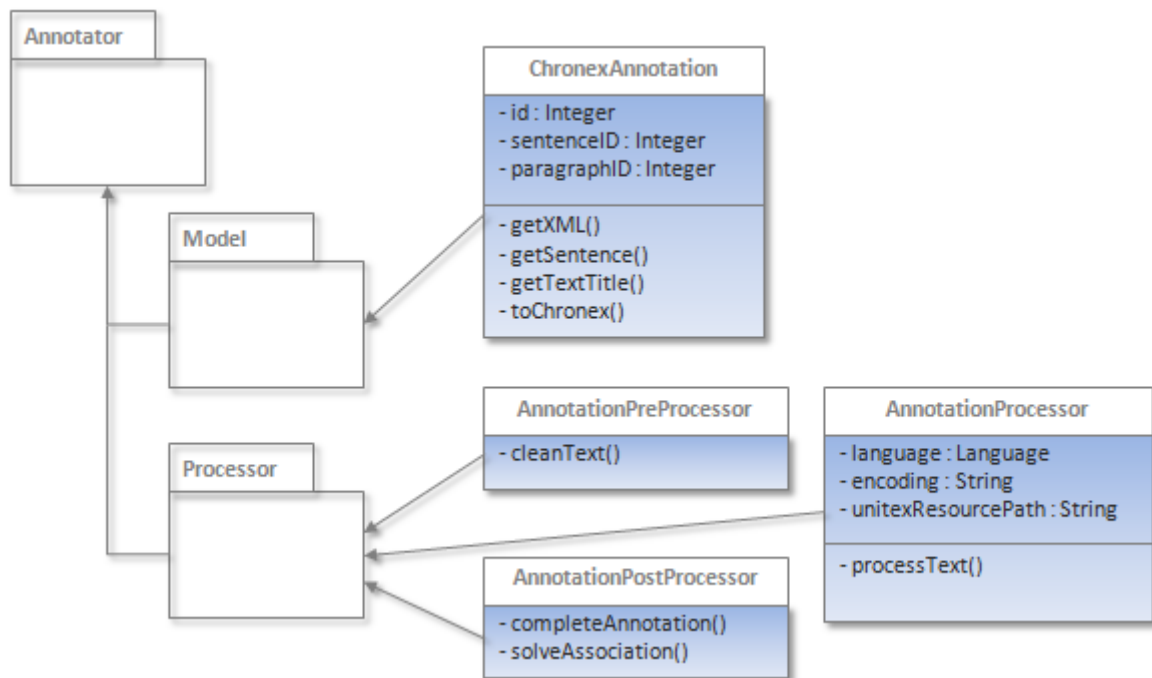 Annotator
ChronexAnnotation
- id : Integer
- sentenceID : Integer
- paragraphID : Integer
- getXML()
- getSentence()
- getTextTitle()
- toChronex()
Model
AnnotationPreProcessor
- cleanText()
AnnotationProcessor
- language : Language
- encoding : String
- unitexResourcePath : String
- processText()
Processor
AnnotationPostProcessor
- completeAnnotation()
- solveAssociation()